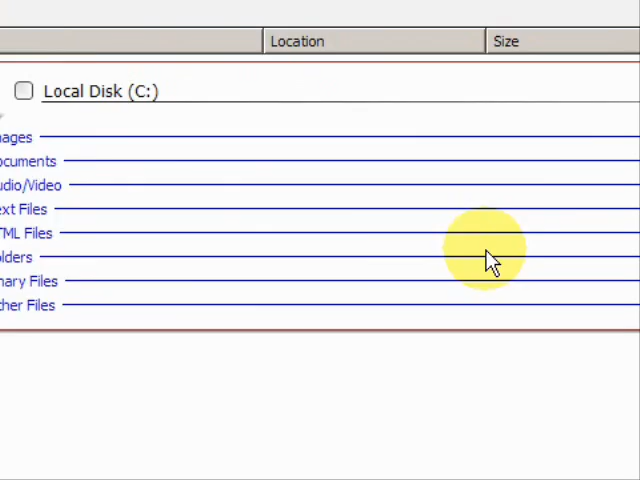 Location Size
Local Disk (C:)
ages
ocuments
udio/Video
ext Files
TML Files
olders
nary Files
ther Files